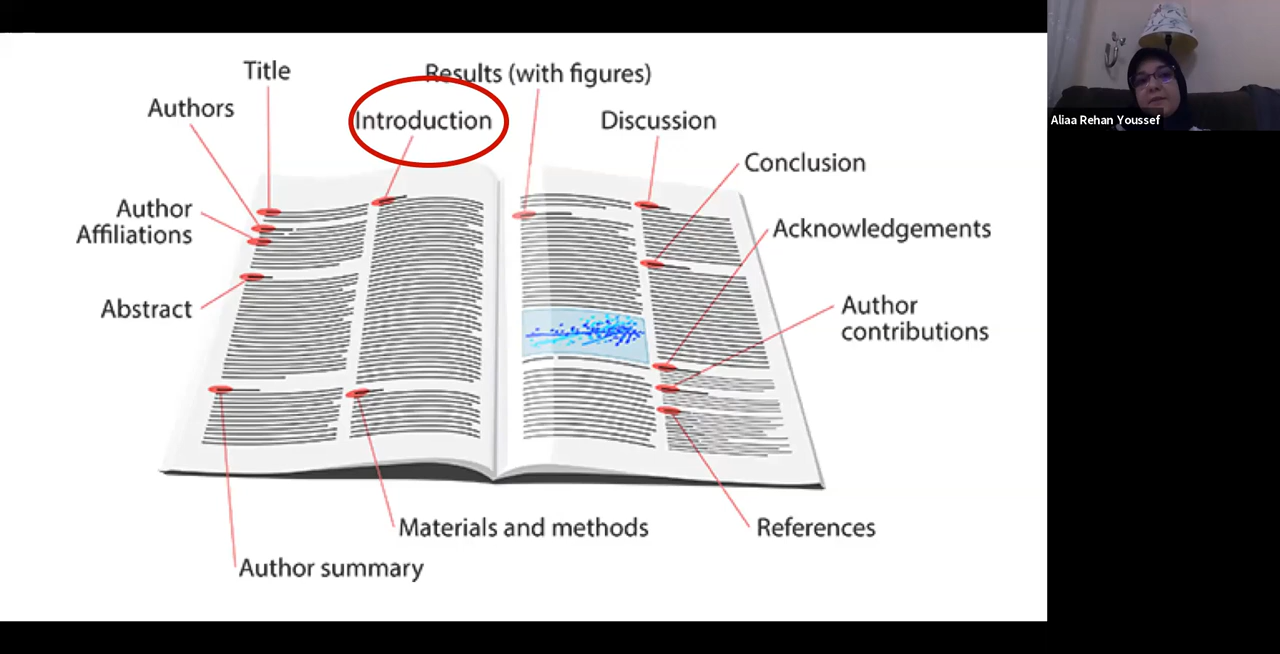 Title
Results (with figures)
Authors
Introduction
Discussion
Conclusion
Author
Affiliations
Acknowledgements
Abstract
Author
contributions
Materials and methods
References
Author summary
Aliaa Rehan Youssef